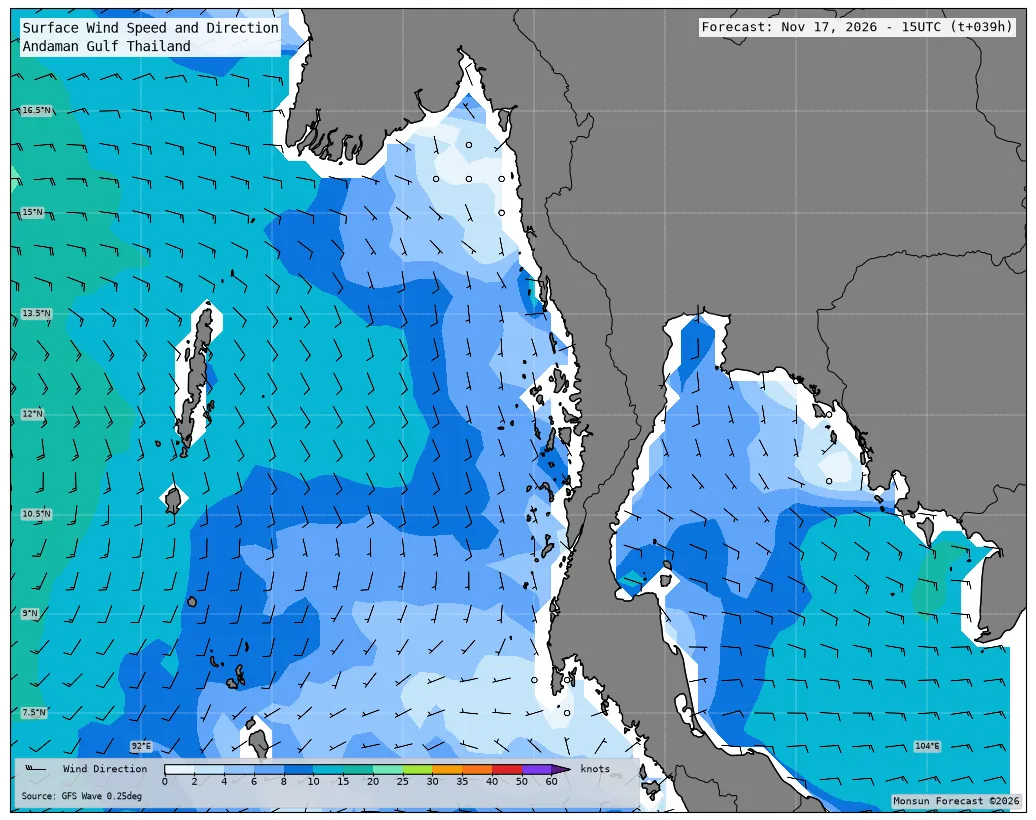 Surface Wind Speed and Direction
Andaman Gulf Thailand
Forecast: Nov 17, 2026 - 15UTC (t+039h)
16.5°N
15°N
13.5°N
12°N
10.5°N
9°N
7.5°N
92°E
104°E
Wind Direction
knots
0 2 4 6 8 10 15 20 25 30 35 40 50 60
Source: GFS Wave 0.25deg
Monsun Forecast ©2026